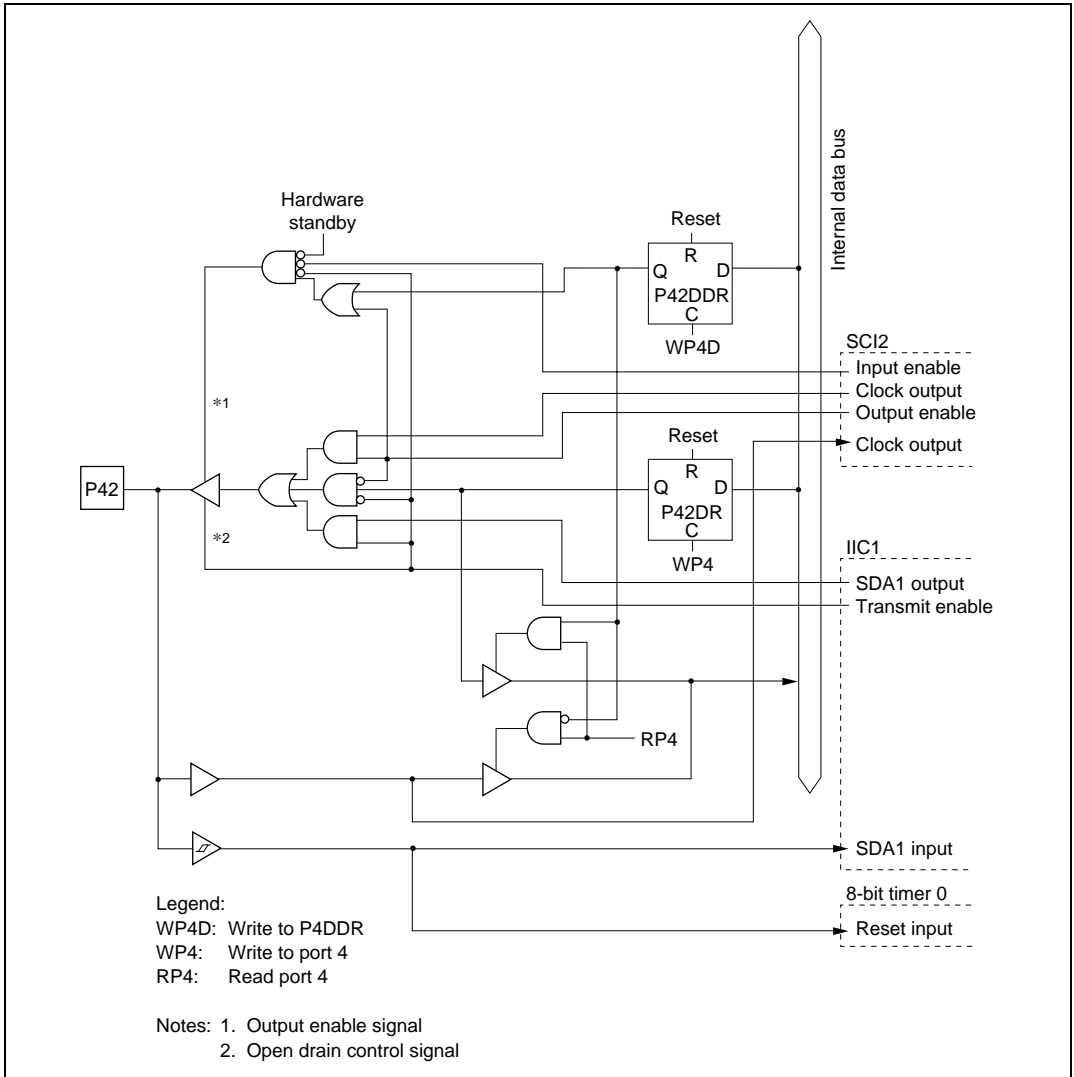 Hardware
standby
Internal data bus
Reset
R
Q D
P42DDR
C
WP4D
SCI2
Input enable
Clock output
Output enable
Clock output
*1
Reset
R
Q D
P42DR
C
WP4
P42
*2
IIC1
SDA1 output
Transmit enable
RP4
SDA1 input
8-bit timer 0
Reset input
Legend:
WP4D: Write to P4DDR
WP4: Write to port 4
RP4: Read port 4
Notes: 1. Output enable signal
2. Open drain control signal